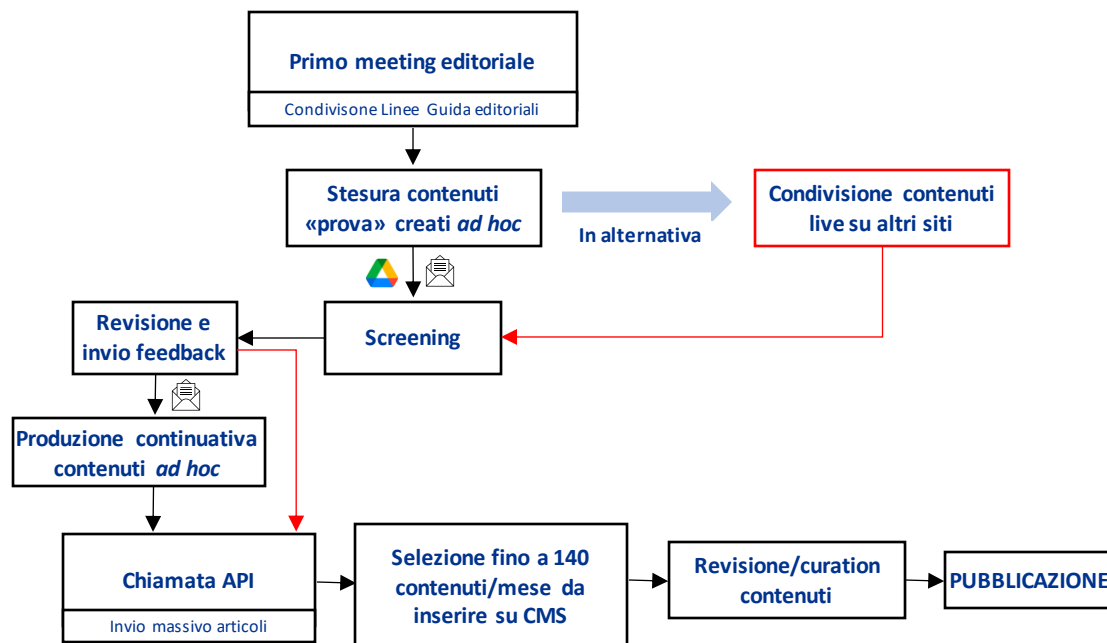 Primo meeting editoriale
Condivisone Linee Guida editoriali
Stesura contenuti
«prova» creati ad hoc
In alternativa
Condivisione contenuti
live su altri siti
Screening
Revisione e
invio feedback
Produzione continuativa
contenuti ad hoc
Chiamata API
Invio massivo articoli
Selezione fino a 140
contenuti/mese da
inserire su CMS
Revisione/curation
contenuti
PUBBLICAZIONE